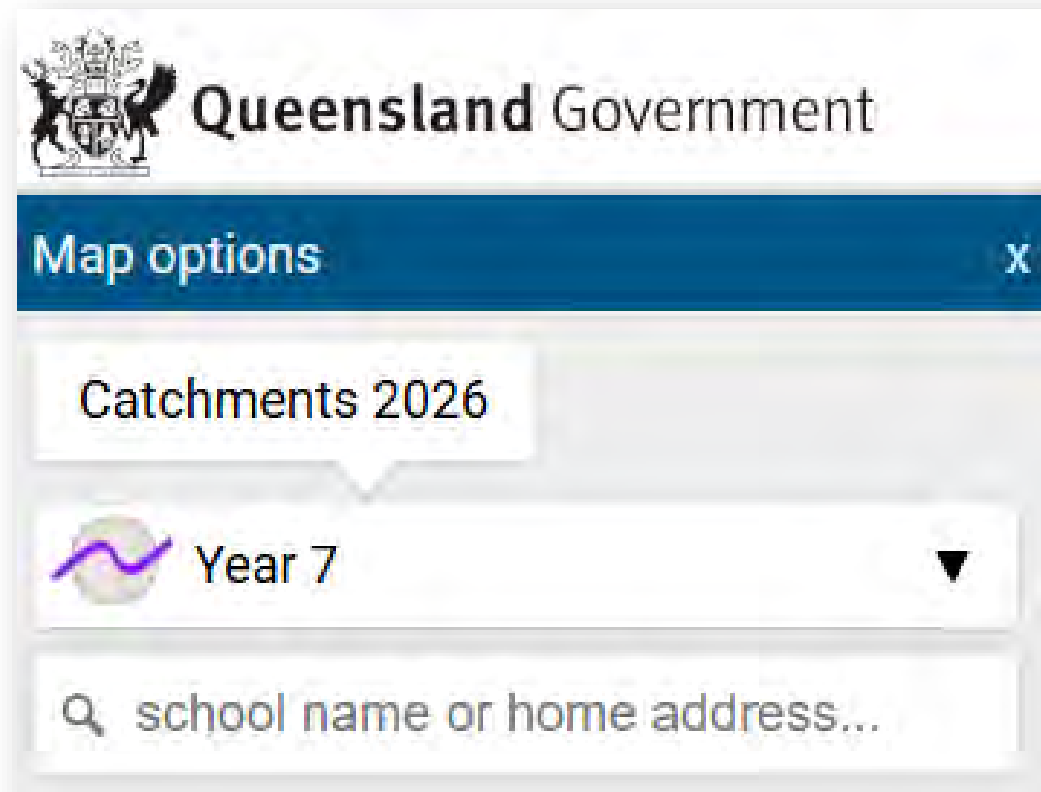 Queensland Government
Map options x
Catchments 2026
Year 7
school name or home address...